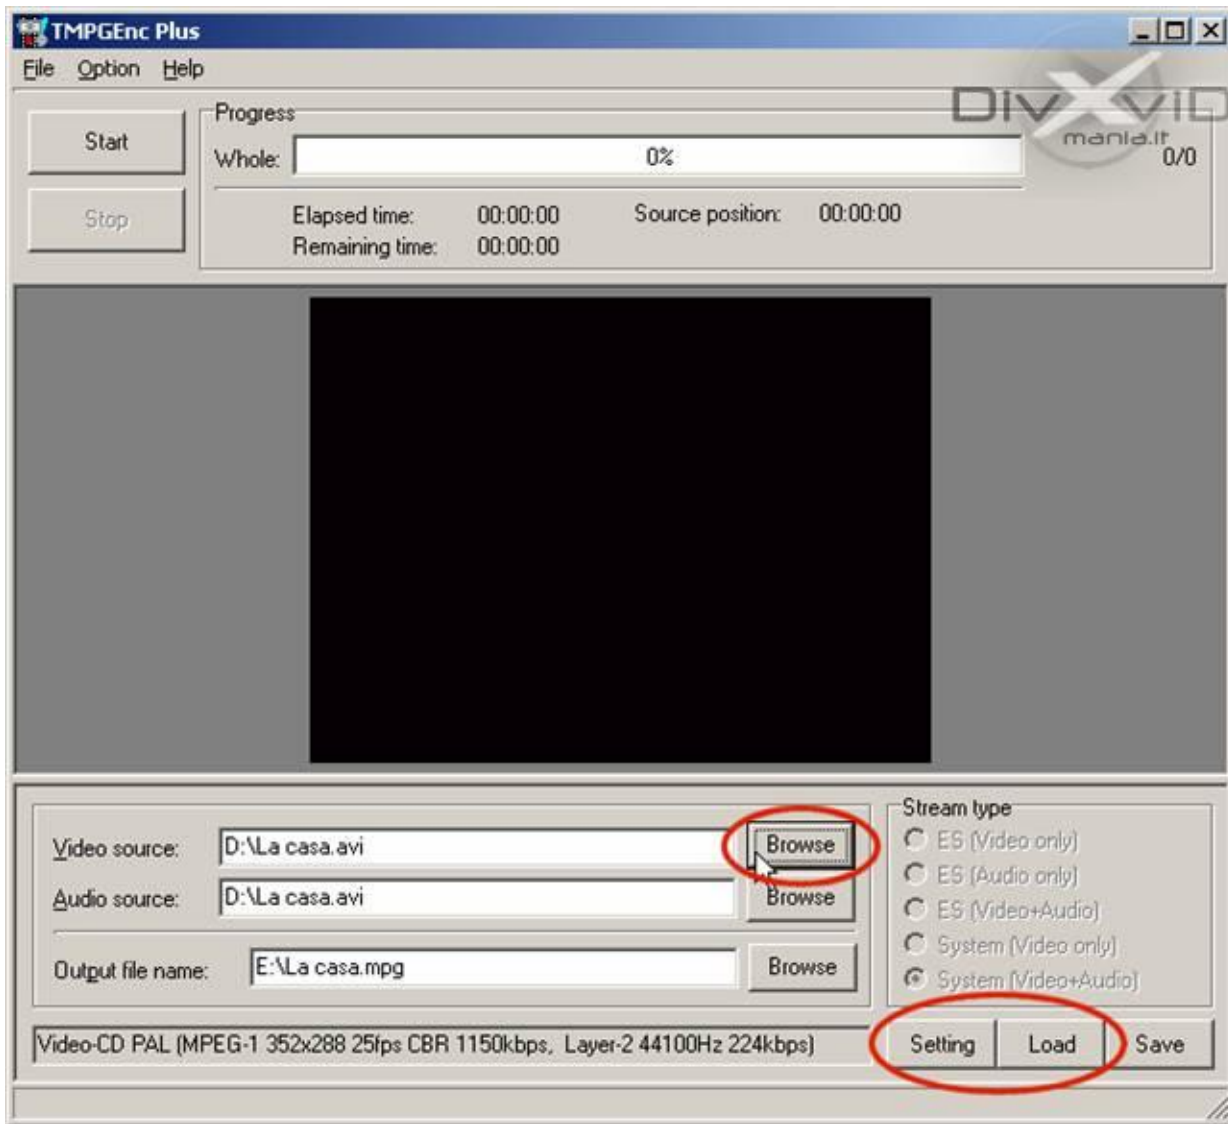 TMPGEnc Plus
File Option Help
DivXviD
mania.it
Start
Progress
Whole: 0% 0/0
Stop
Elapsed time: 00:00:00 Source position: 00:00:00
Remaining time: 00:00:00
Stream type
Video source: D:\La casa.avi Browse
ES (Video only)
ES (Audio only)
Audio source: D:\La casa.avi Browse
ES (Video+Audio)
System (Video only)
Output file name: E:\La casa.mpg Browse
System (Video+Audio)
Video-CD PAL (MPEG-1 352x288 25fps CBR 1150kbps, Layer-2 44100Hz 224kbps) Setting Load Save